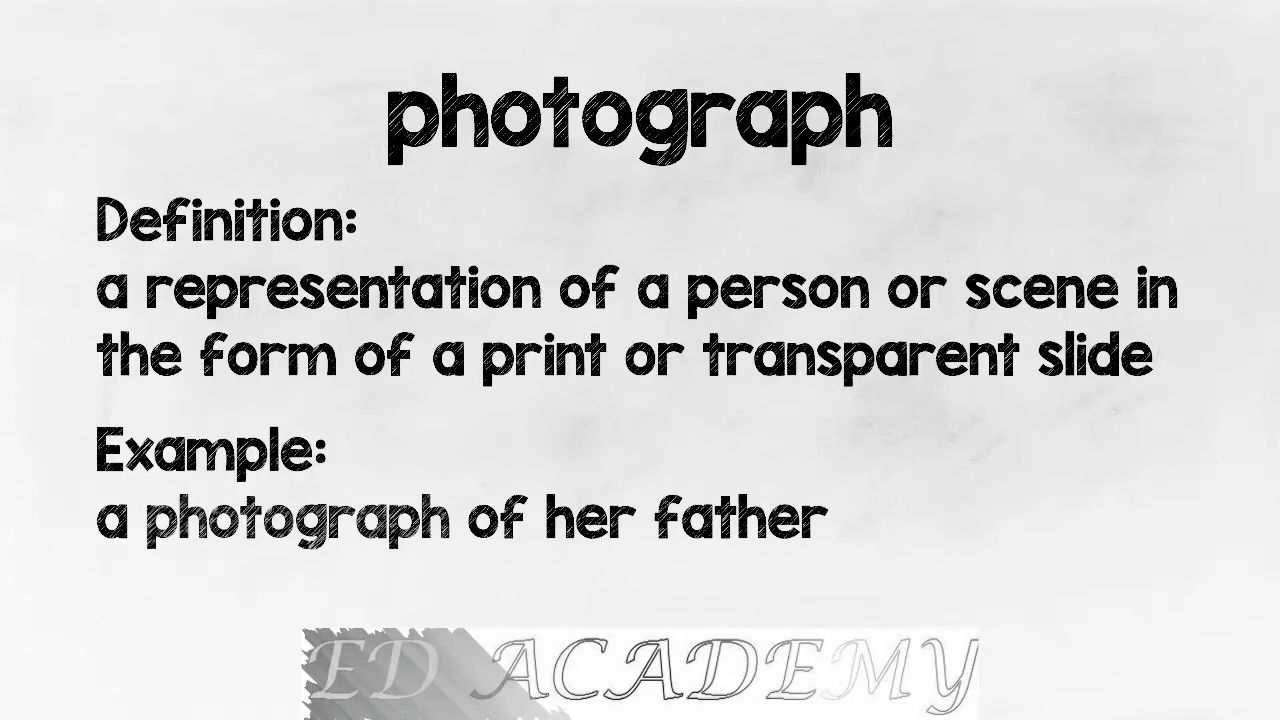 photograph
Definition:
a representation of a person or scene in
the form of a print or transparent slide
Example:
a photograph of her father
ED ACADEMY